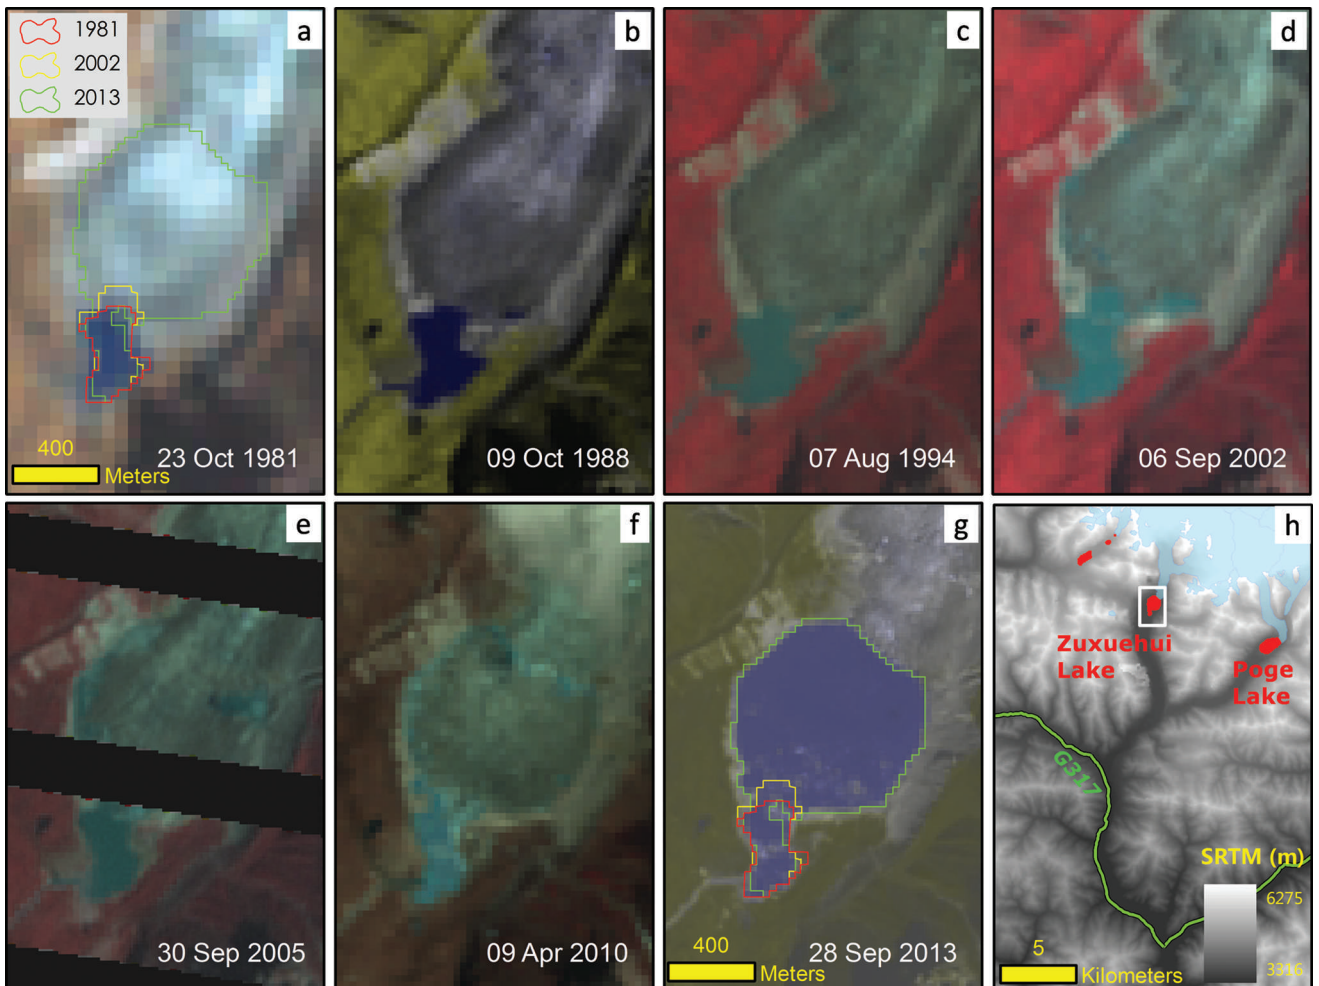 a
1981
2002
2013
400
Meters
23 Oct 1981
b
09 Oct 1988
c
07 Aug 1994
d
06 Sep 2002
e
30 Sep 2005
f
09 Apr 2010
g
400
Meters
28 Sep 2013
h
Zuxuehui
Lake
Poge
Lake
G317
SRTM (m)
6275
3316
5
Kilometers